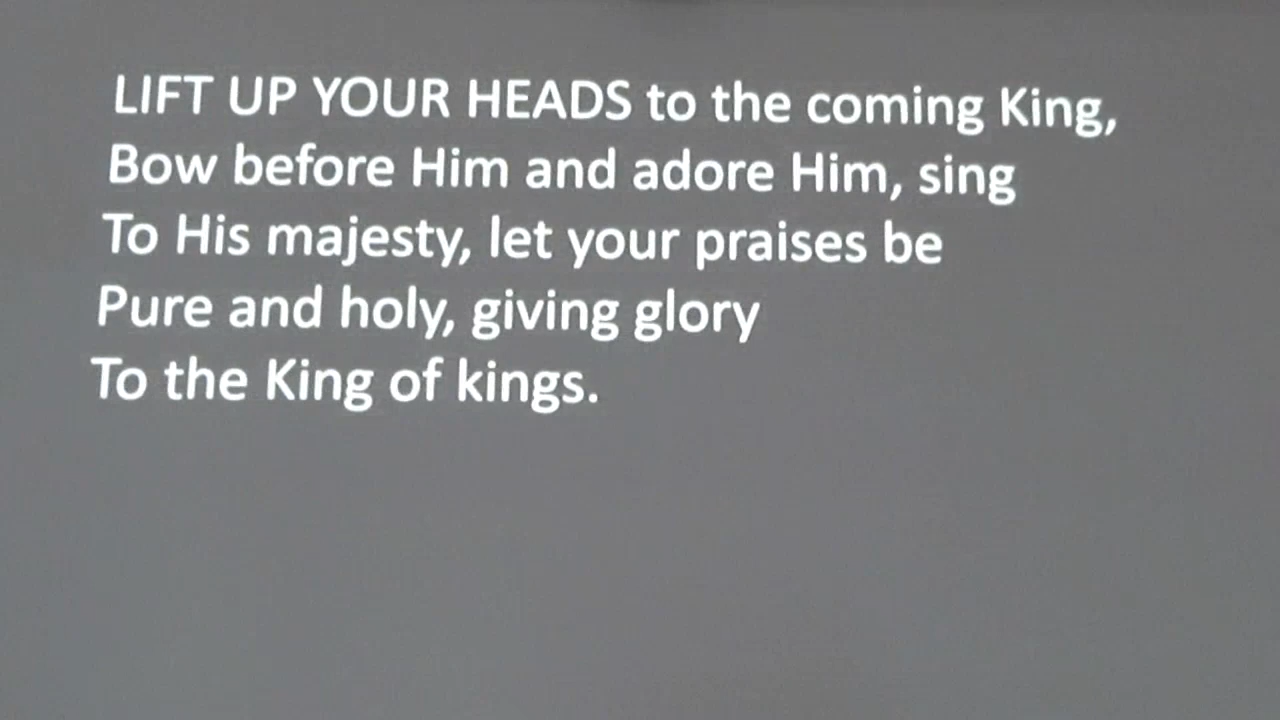 LIFT UP YOUR HEADS to the coming King,
Bow before Him and adore Him, sing
To His majesty, let your praises be
Pure and holy, giving glory
To the King of kings.